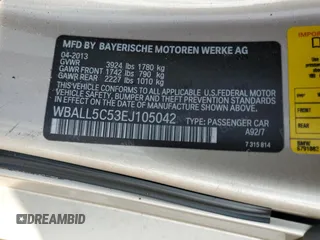 MFD BY BAYERISCHE MOTOREN WERKE AG
04-2013
GVWR 3924 lbs 1780 kg
GAWR FRONT 1742 lbs 790 kg
GAWR REAR 2227 lbs 1010 kg
THIS VEHICLE CONFORMS TO ALL
APPLICABLE U.S. FEDERAL MOTOR
VEHICLE SAFETY, BUMPER, AND
THEFT PREVENTION STANDARDS IN
EFFECT ON THE DATE OF
MANUFACTURE SHOWN ABOVE.
WBALL5C53EJ105042
TYPE: PASSENGER CAR
A92/7
7 315 814
DREAMBID